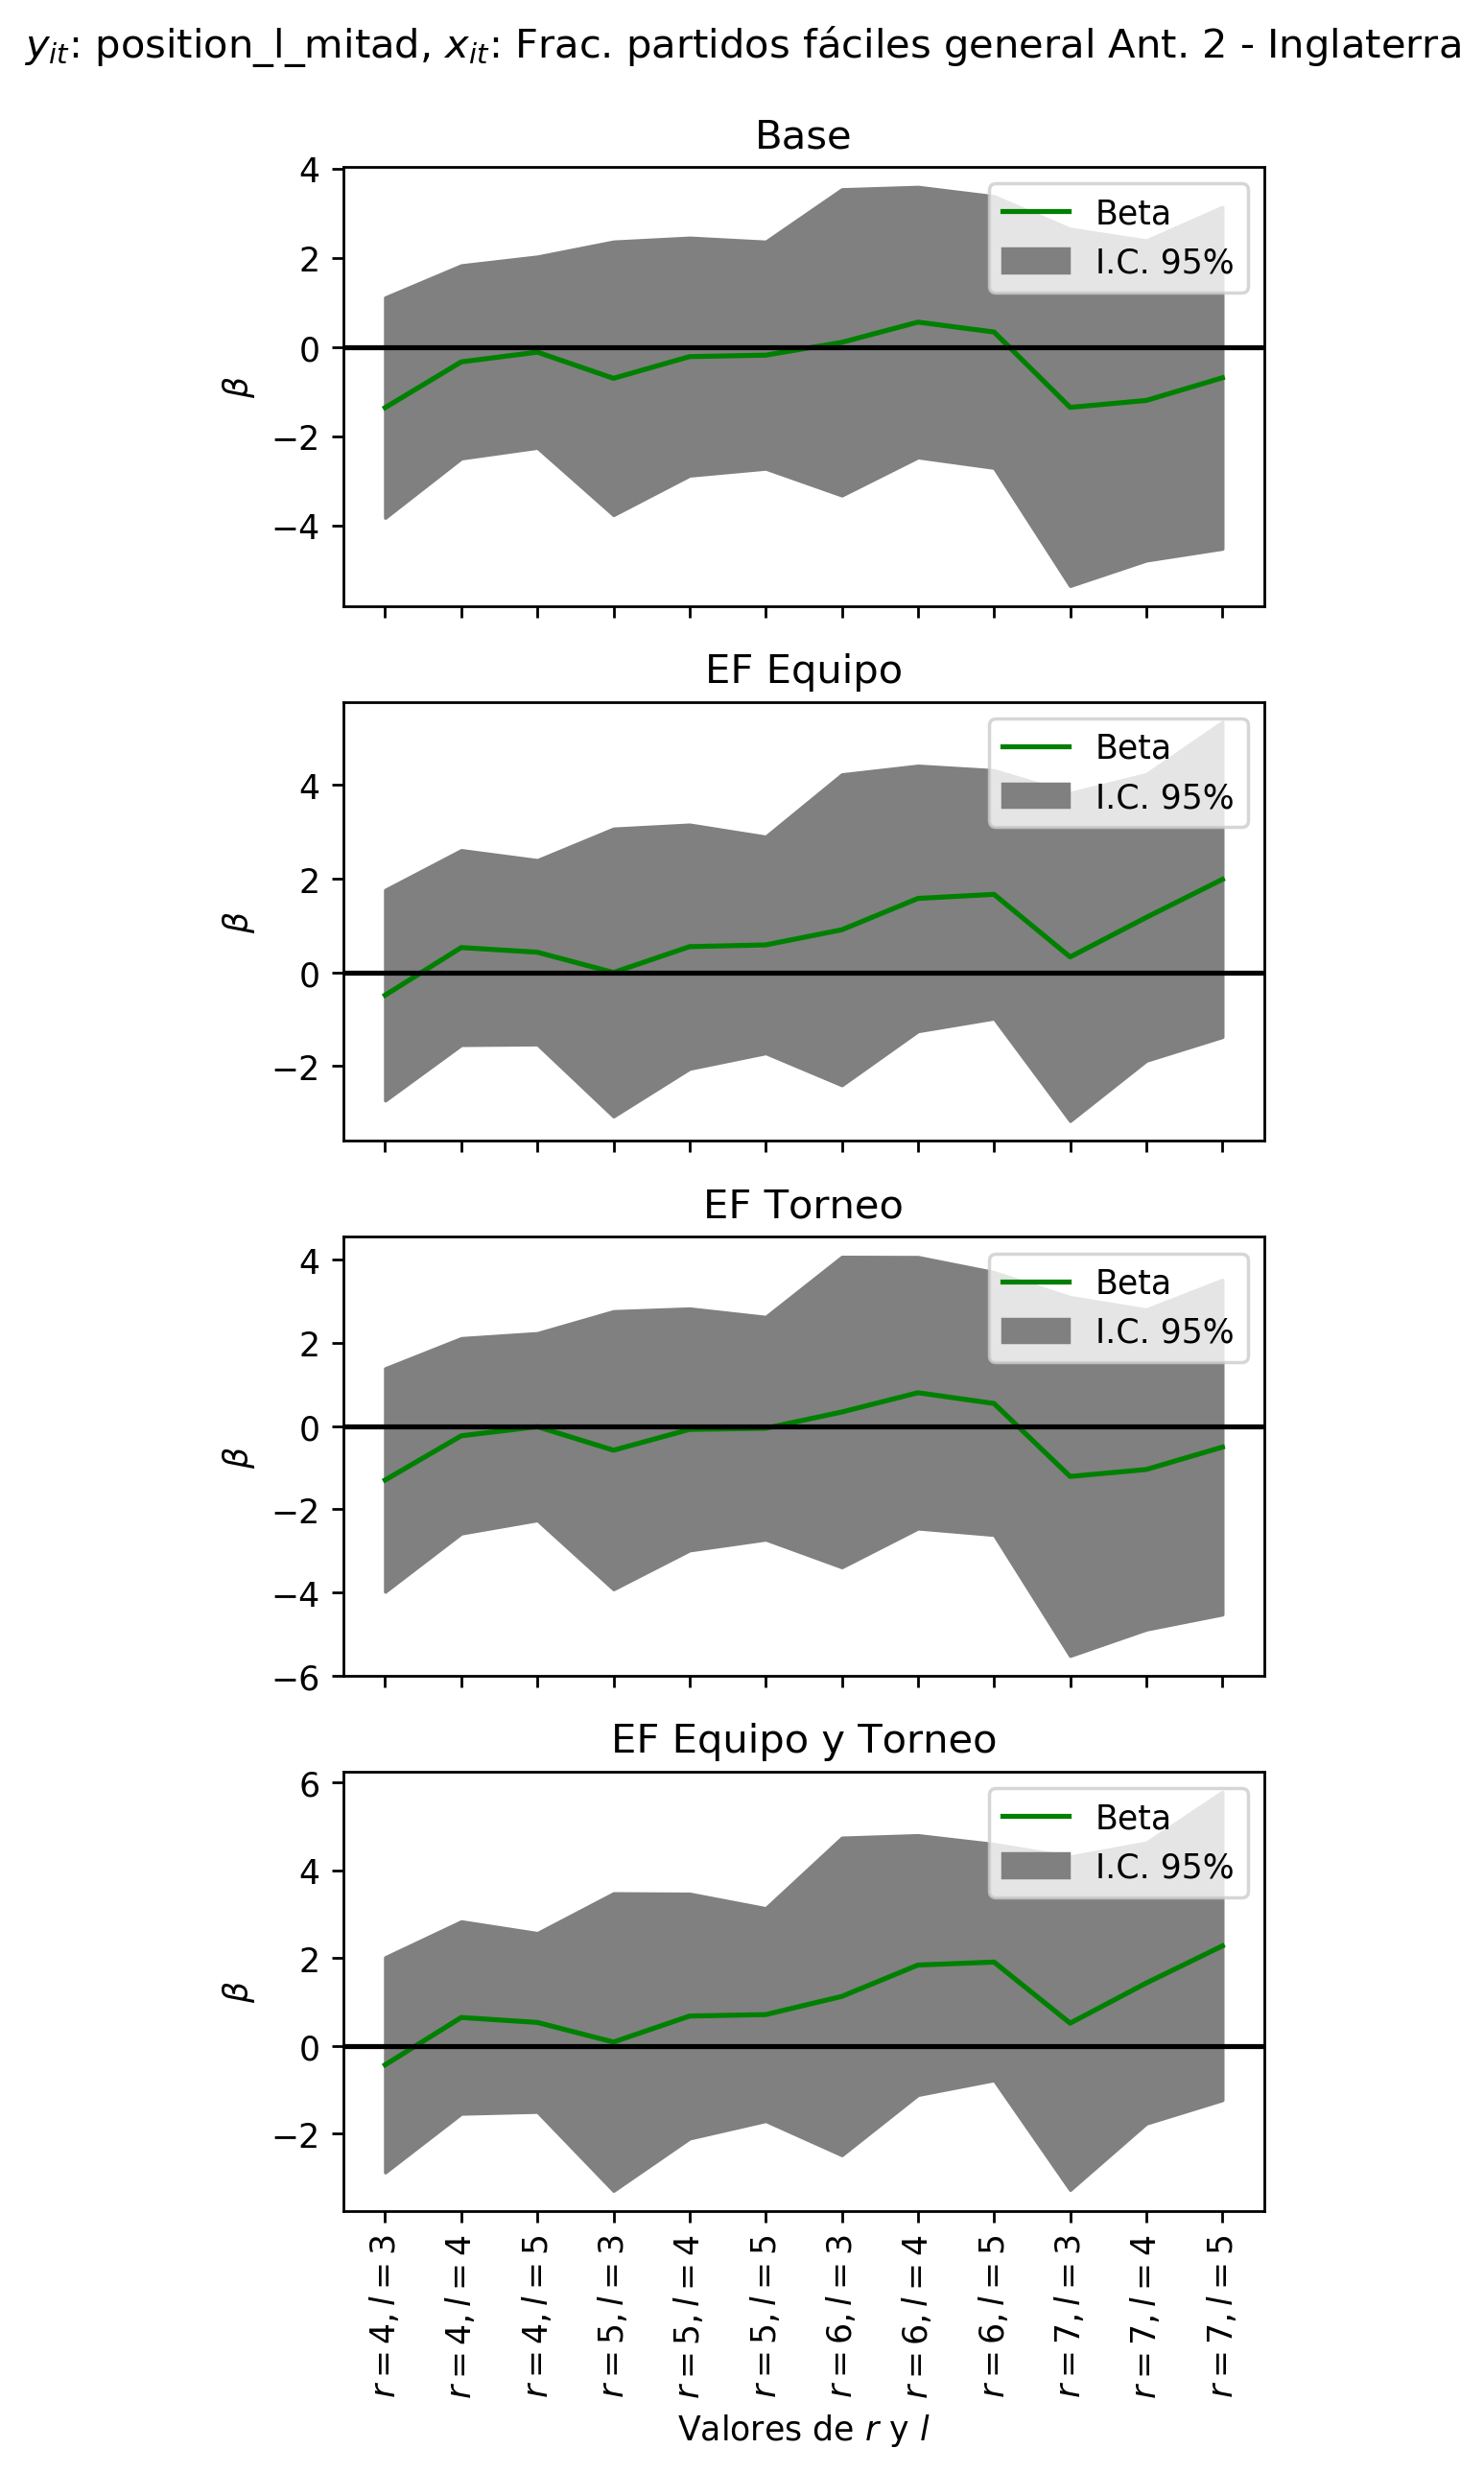 y_it: position_l_mitad, x_it: Frac. partidos fáciles general Ant. 2 - Inglaterra
Base
4
2
0
−2
−4
β
Beta
I.C. 95%
EF Equipo
4
2
0
−2
β
Beta
I.C. 95%
EF Torneo
4
2
0
−2
−4
−6
β
Beta
I.C. 95%
EF Equipo y Torneo
6
4
2
0
−2
β
Beta
I.C. 95%
r = 4, l = 3
r = 4, l = 4
r = 4, l = 5
r = 5, l = 3
r = 5, l = 4
r = 5, l = 5
r = 6, l = 3
r = 6, l = 4
r = 6, l = 5
r = 7, l = 3
r = 7, l = 4
r = 7, l = 5
Valores de r y l